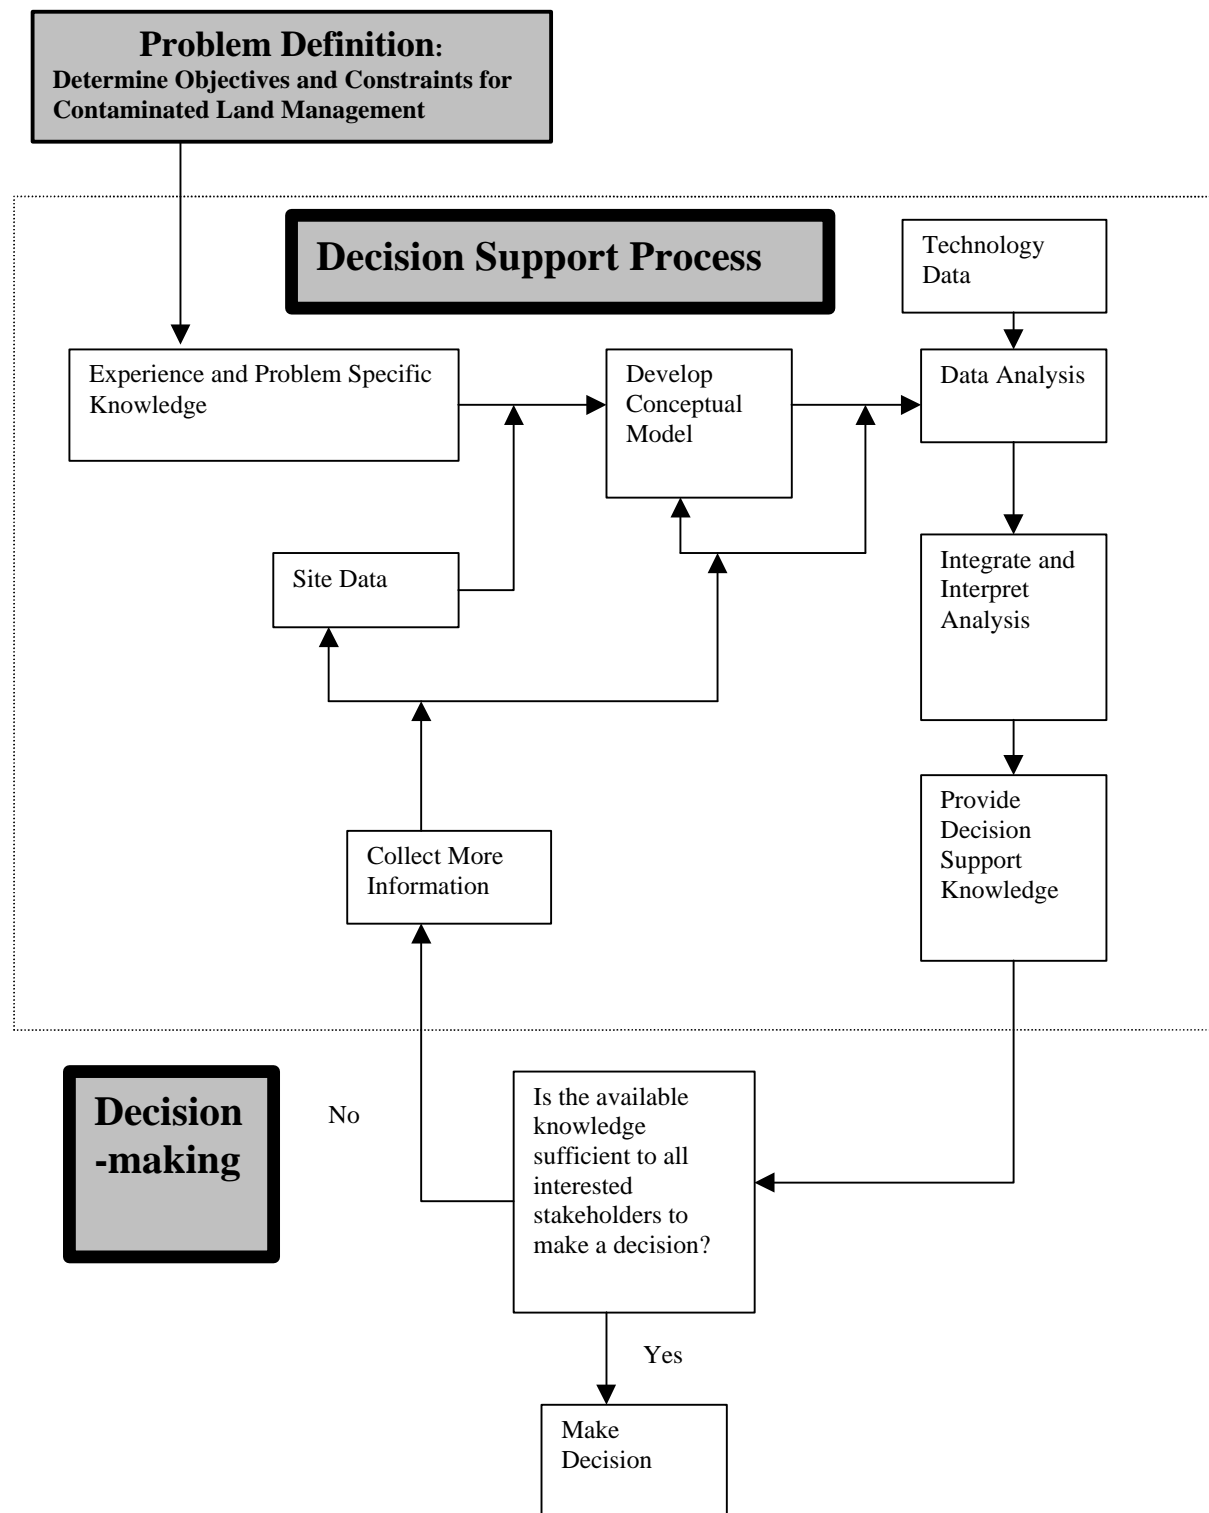 Problem Definition:
Determine Objectives and Constraints for
Contaminated Land Management
Decision Support Process
Technology
Data
Experience and Problem Specific
Knowledge
Develop
Conceptual
Model
Data Analysis
Site Data
Integrate and
Interpret
Analysis
Provide
Decision
Support
Knowledge
Collect More
Information
Decision
-making
No
Is the available
knowledge
sufficient to all
interested
stakeholders to
make a decision?
Yes
Make
Decision